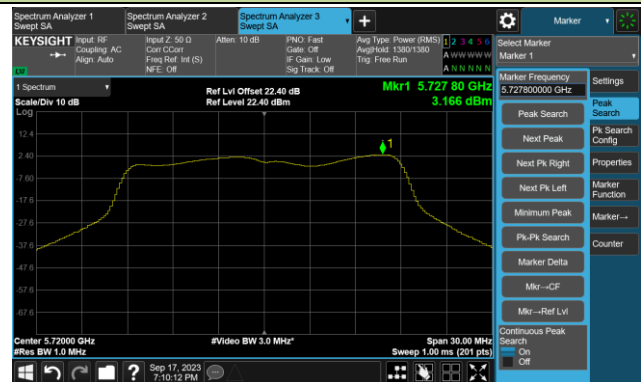 Spectrum Analyzer 1
Swept SA
Spectrum Analyzer 2
Swept SA
Spectrum Analyzer 3
Swept SA
Marker
KEYSIGHT
Input: RF
Coupling: AC
Align: Auto
Input Z: 50 Ω
Corr CCorr
Freq Ref: Int (S)
NFE: Off
Atten: 10 dB
PNO: Fast
Gate: Off
IF Gain: Low
Sig Track: Off
Avg Type: Power (RMS)
Avg|Hold: 1380/1380
Trig: Free Run
1 2 3 4 5 6
A W W W W W
A N N N N N
LW
1 Spectrum
Scale/Div 10 dB
Log
Ref Lvl Offset 22.40 dB
Ref Level 22.40 dBm
Mkr1 5.727 80 GHz
3.166 dBm
12.4
2.40
-7.60
-17.6
-27.6
-37.6
-47.6
-57.6
-67.6
1
Center 5.72000 GHz
#Res BW 1.0 MHz
#Video BW 3.0 MHz*
Span 30.00 MHz
Sweep 1.00 ms (201 pts)
Select Marker
Marker 1
Marker Frequency
5.727800000 GHz
Peak Search
Next Peak
Next Pk Right
Next Pk Left
Minimum Peak
Pk-Pk Search
Marker Delta
Mkr→CF
Mkr→Ref Lvl
Continuous Peak
Search
On
Off
Settings
Peak
Search
Pk Search
Config
Properties
Marker
Function
Marker→
Counter
?
Sep 17, 2023
7:10:12 PM